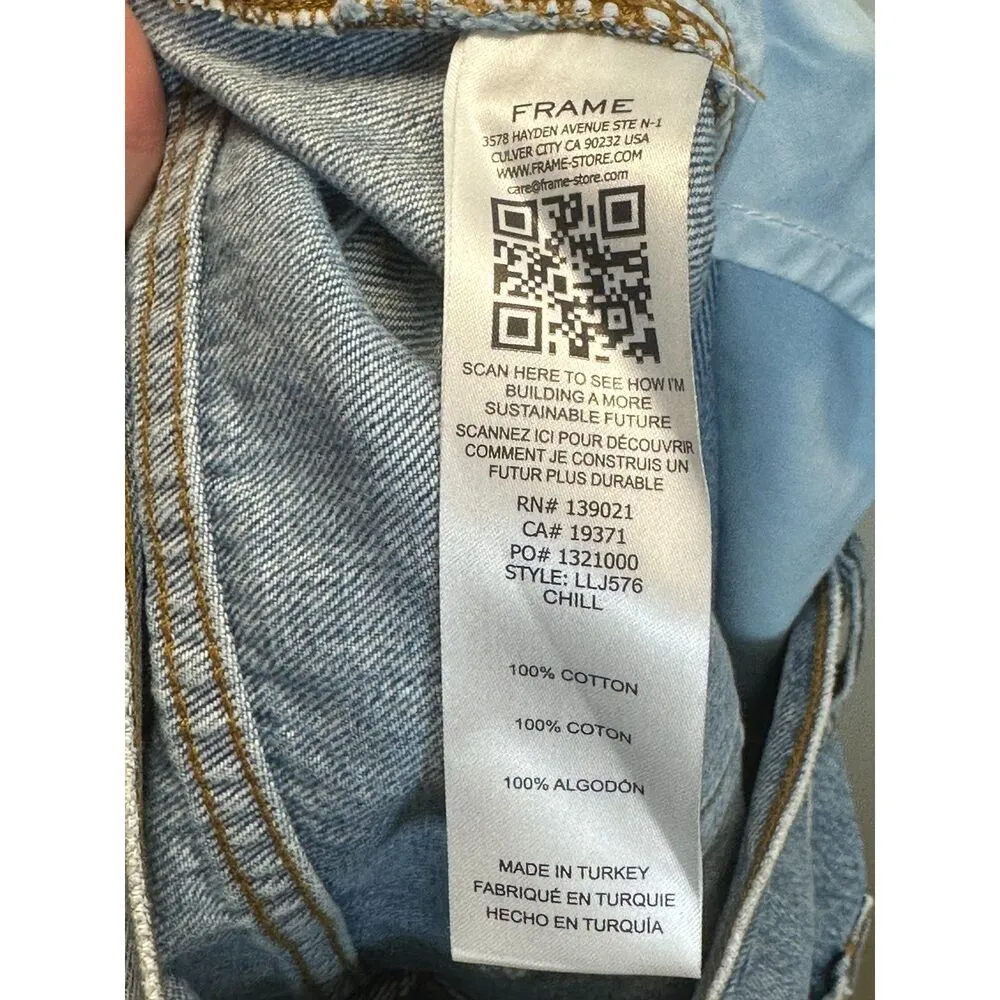 FRAME
3578 HAYDEN AVENUE STE N-1
CULVER CITY CA 90232 USA
WWW.FRAME-STORE.COM
care@frame-store.com
SCAN HERE TO SEE HOW I'M
BUILDING A MORE
SUSTAINABLE FUTURE
SCANNEZ ICI POUR DÉCOUVRIR
COMMENT JE CONSTRUIS UN
FUTUR PLUS DURABLE
RN# 139021
CA# 19371
PO# 1321000
STYLE: LLJ576
CHILL
100% COTTON
100% COTON
100% ALGODÓN
MADE IN TURKEY
FABRIQUÉ EN TURQUIE
HECHO EN TURQUÍA